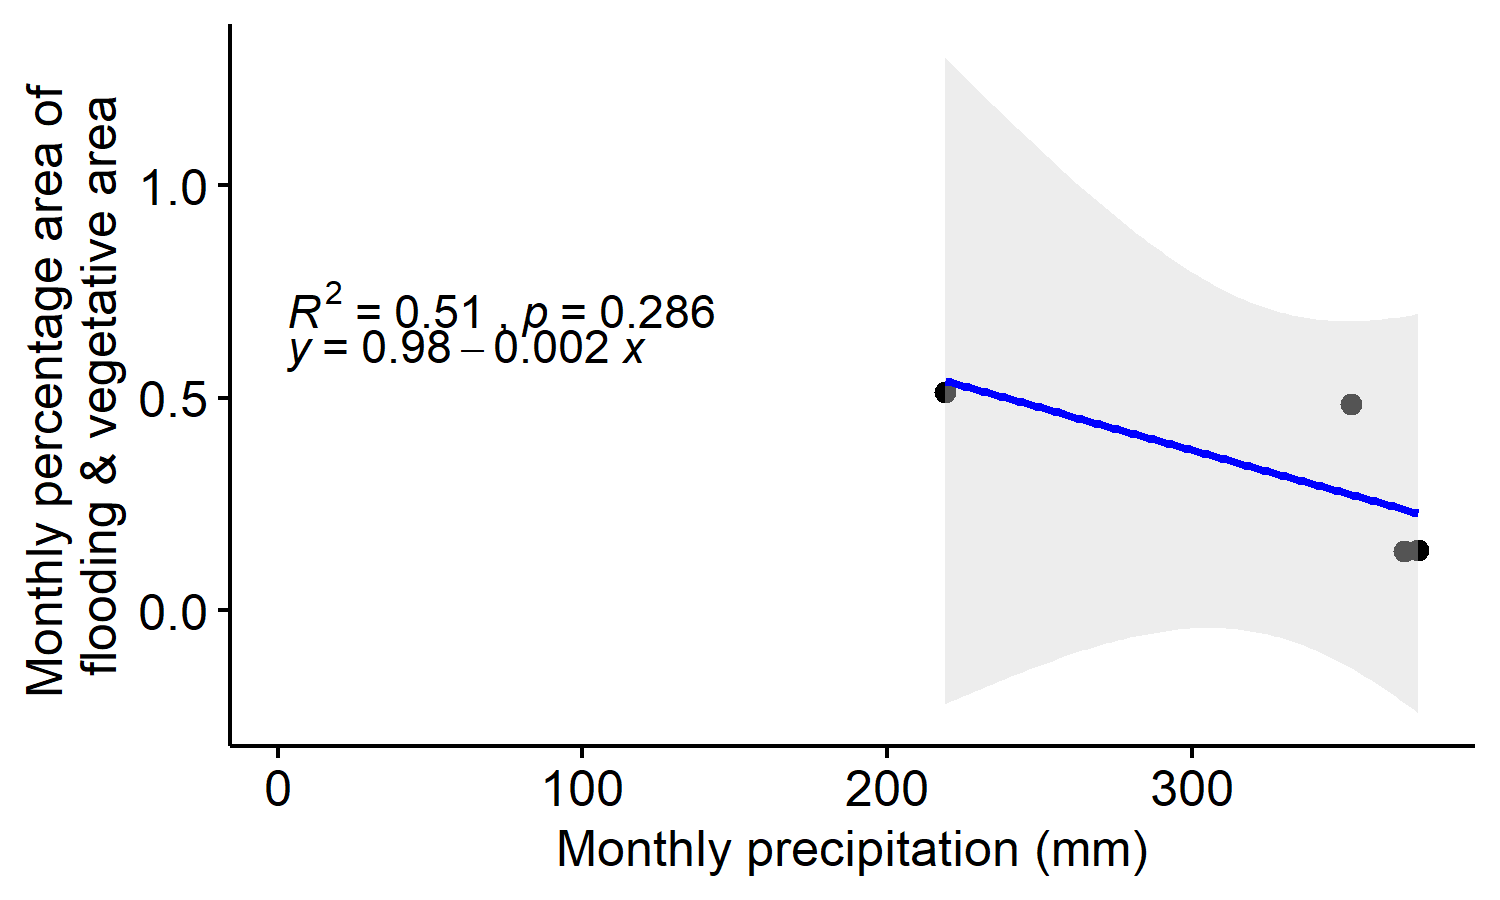 Monthly percentage area of
flooding & vegetative area
1.0
0.5
0.0
R² = 0.51 , p = 0.286
y = 0.98 – 0.002 x
0 100 200 300
Monthly precipitation (mm)